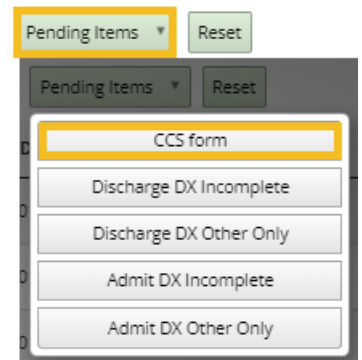 Pending Items Reset
Pending Items Reset
CCS form
Discharge DX Incomplete
Discharge DX Other Only
Admit DX Incomplete
Admit DX Other Only